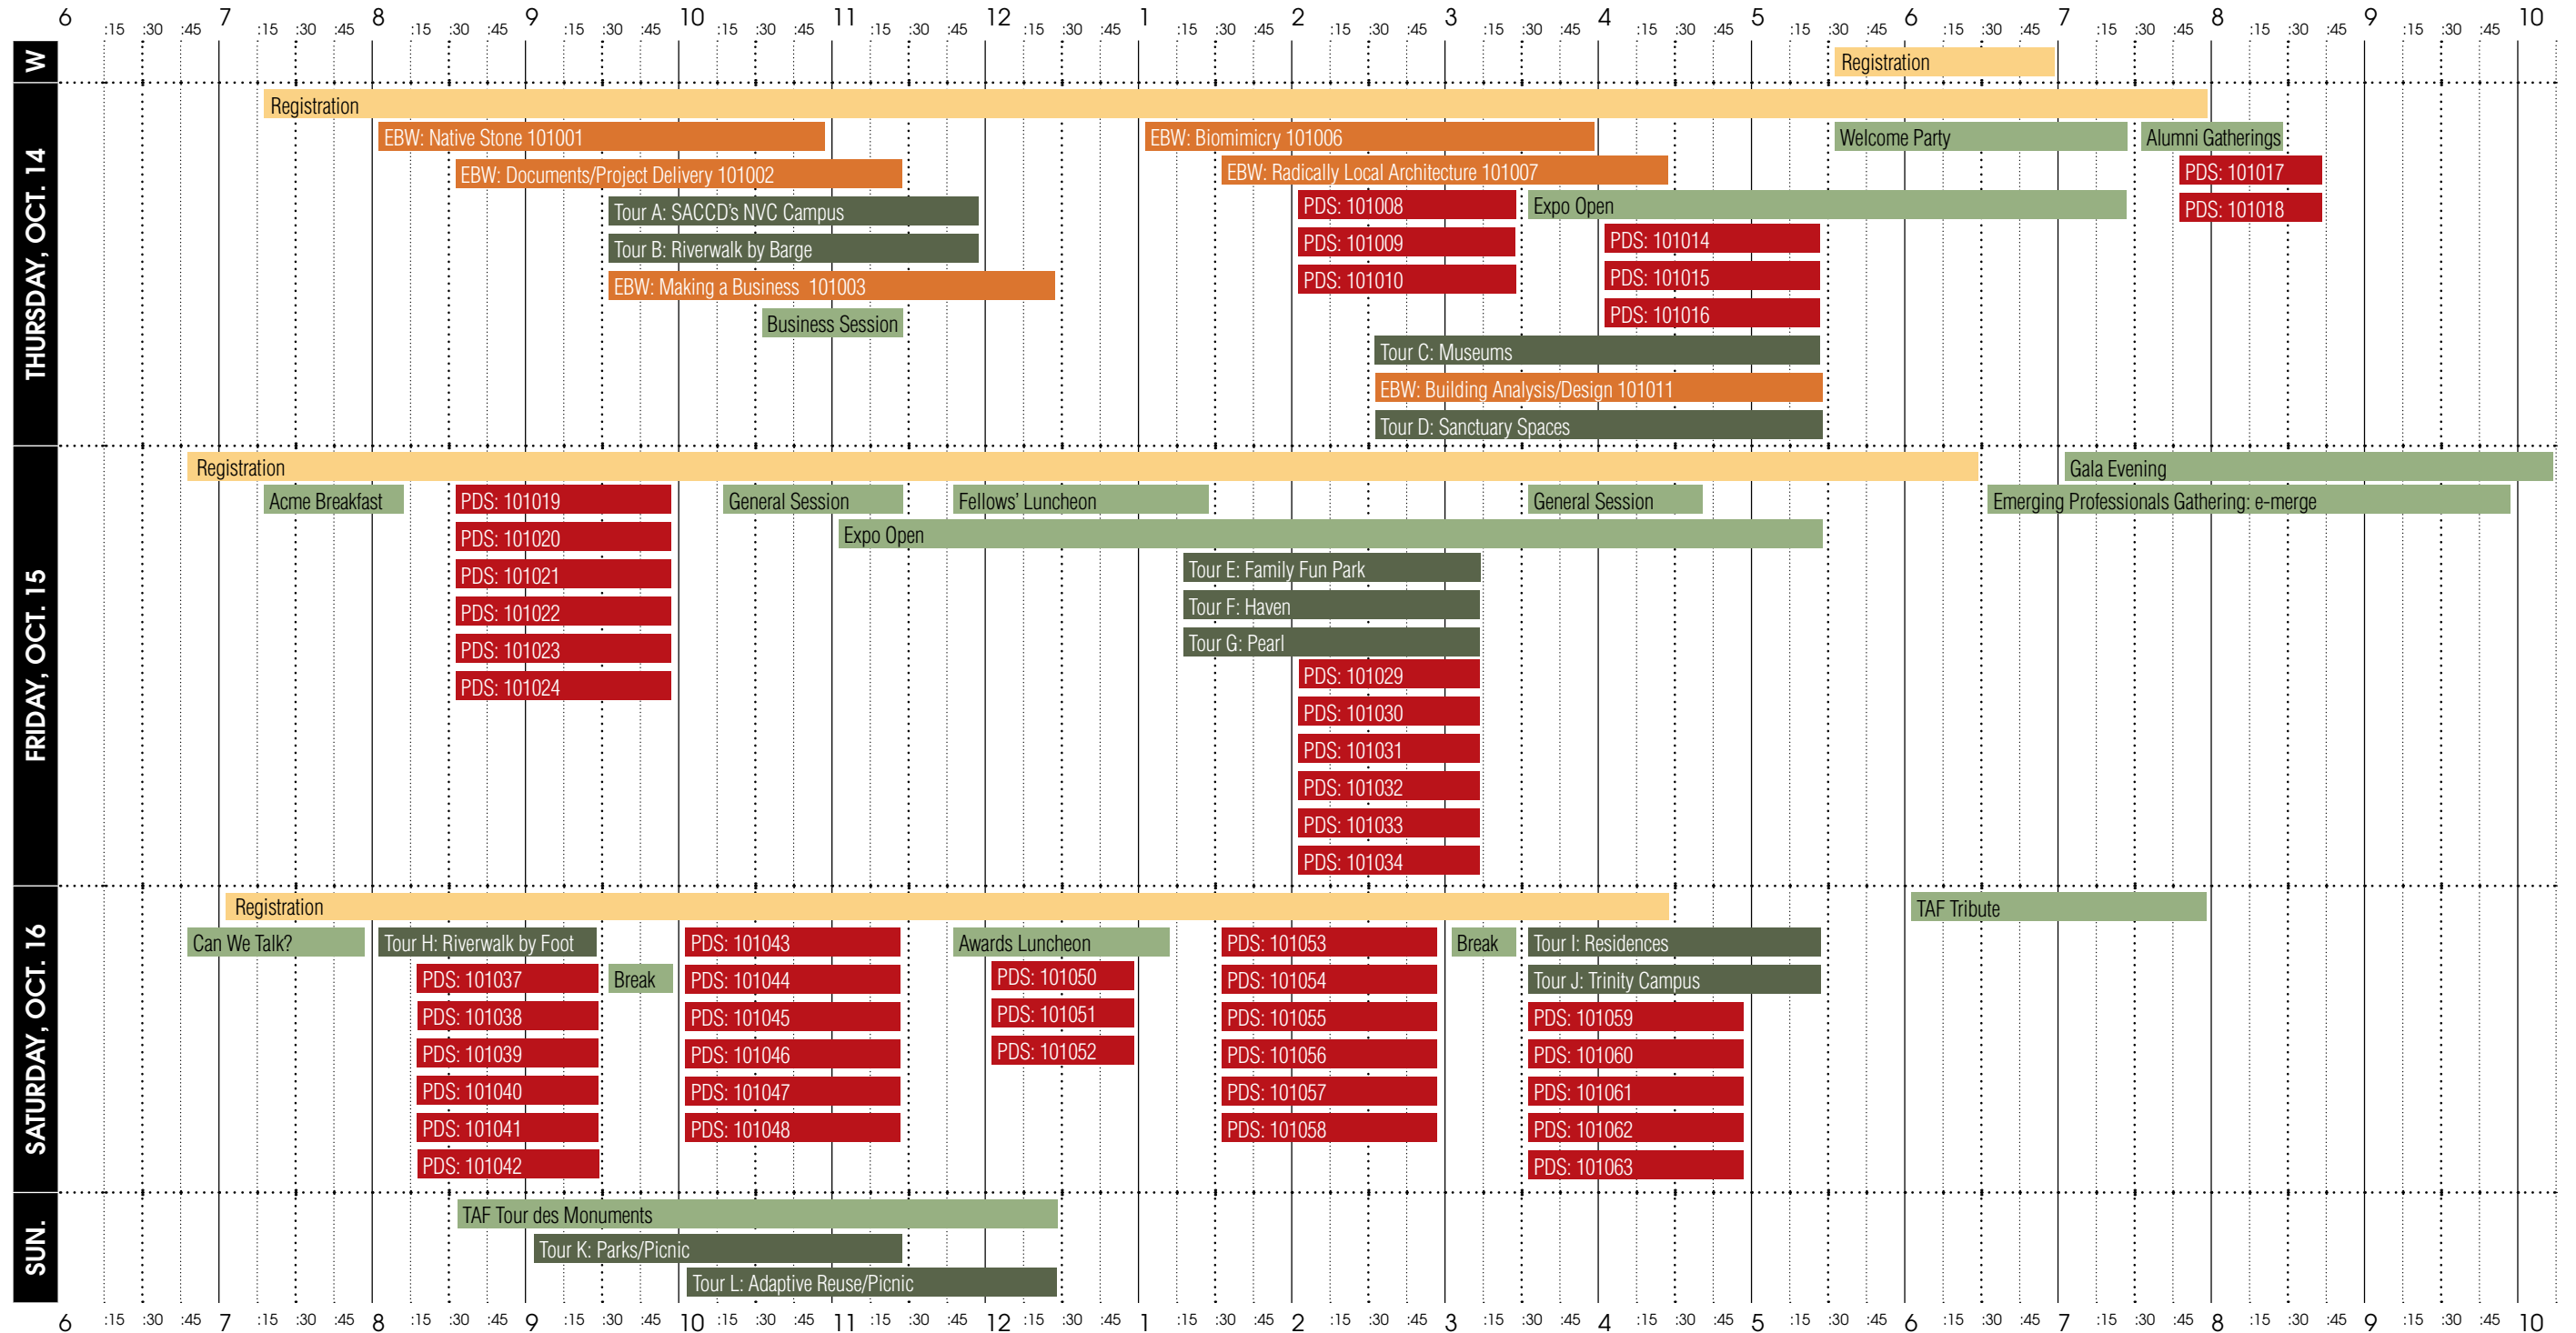 6 :15 :30 :45 7 :15 :30 :45 8 :15 :30 :45 9 :15 :30 :45 10 :15 :30 :45 11 :15 :30 :45 12 :15 :30 :45 1 :15 :30 :45 2 :15 :30 :45 3 :15 :30 :45 4 :15 :30 :45 5 :15 :30 :45 6 :15 :30 :45 7 :15 :30 :45 8 :15 :30 :45 9 :15 :30 :45 10
W
Registration
THURSDAY, OCT. 14
Registration
EBW: Native Stone 101001 EBW: Biomimicry 101006 Welcome Party Alumni Gatherings
EBW: Documents/Project Delivery 101002 EBW: Radically Local Architecture 101007 PDS: 101017
Tour A: SACCD's NVC Campus PDS: 101008 Expo Open PDS: 101018
Tour B: Riverwalk by Barge PDS: 101009 PDS: 101014
EBW: Making a Business 101003 PDS: 101010 PDS: 101015
Business Session PDS: 101016
Tour C: Museums
EBW: Building Analysis/Design 101011
Tour D: Sanctuary Spaces
FRIDAY, OCT. 15
Registration Gala Evening
Acme Breakfast PDS: 101019 General Session Fellows' Luncheon General Session Emerging Professionals Gathering: e-merge
PDS: 101020 Expo Open
PDS: 101021 Tour E: Family Fun Park
PDS: 101022 Tour F: Haven
PDS: 101023 Tour G: Pearl
PDS: 101024 PDS: 101029
PDS: 101030
PDS: 101031
PDS: 101032
PDS: 101033
PDS: 101034
SATURDAY, OCT. 16
Registration TAF Tribute
Can We Talk? Tour H: Riverwalk by Foot PDS: 101043 Awards Luncheon PDS: 101053 Break Tour I: Residences
PDS: 101037 Break PDS: 101044 PDS: 101050 PDS: 101054 Tour J: Trinity Campus
PDS: 101038 PDS: 101045 PDS: 101051 PDS: 101055 PDS: 101059
PDS: 101039 PDS: 101046 PDS: 101052 PDS: 101056 PDS: 101060
PDS: 101040 PDS: 101047 PDS: 101057 PDS: 101061
PDS: 101041 PDS: 101048 PDS: 101058 PDS: 101062
PDS: 101042 PDS: 101063
SUN.
TAF Tour des Monuments
Tour K: Parks/Picnic
Tour L: Adaptive Reuse/Picnic
6 :15 :30 :45 7 :15 :30 :45 8 :15 :30 :45 9 :15 :30 :45 10 :15 :30 :45 11 :15 :30 :45 12 :15 :30 :45 1 :15 :30 :45 2 :15 :30 :45 3 :15 :30 :45 4 :15 :30 :45 5 :15 :30 :45 6 :15 :30 :45 7 :15 :30 :45 8 :15 :30 :45 9 :15 :30 :45 10